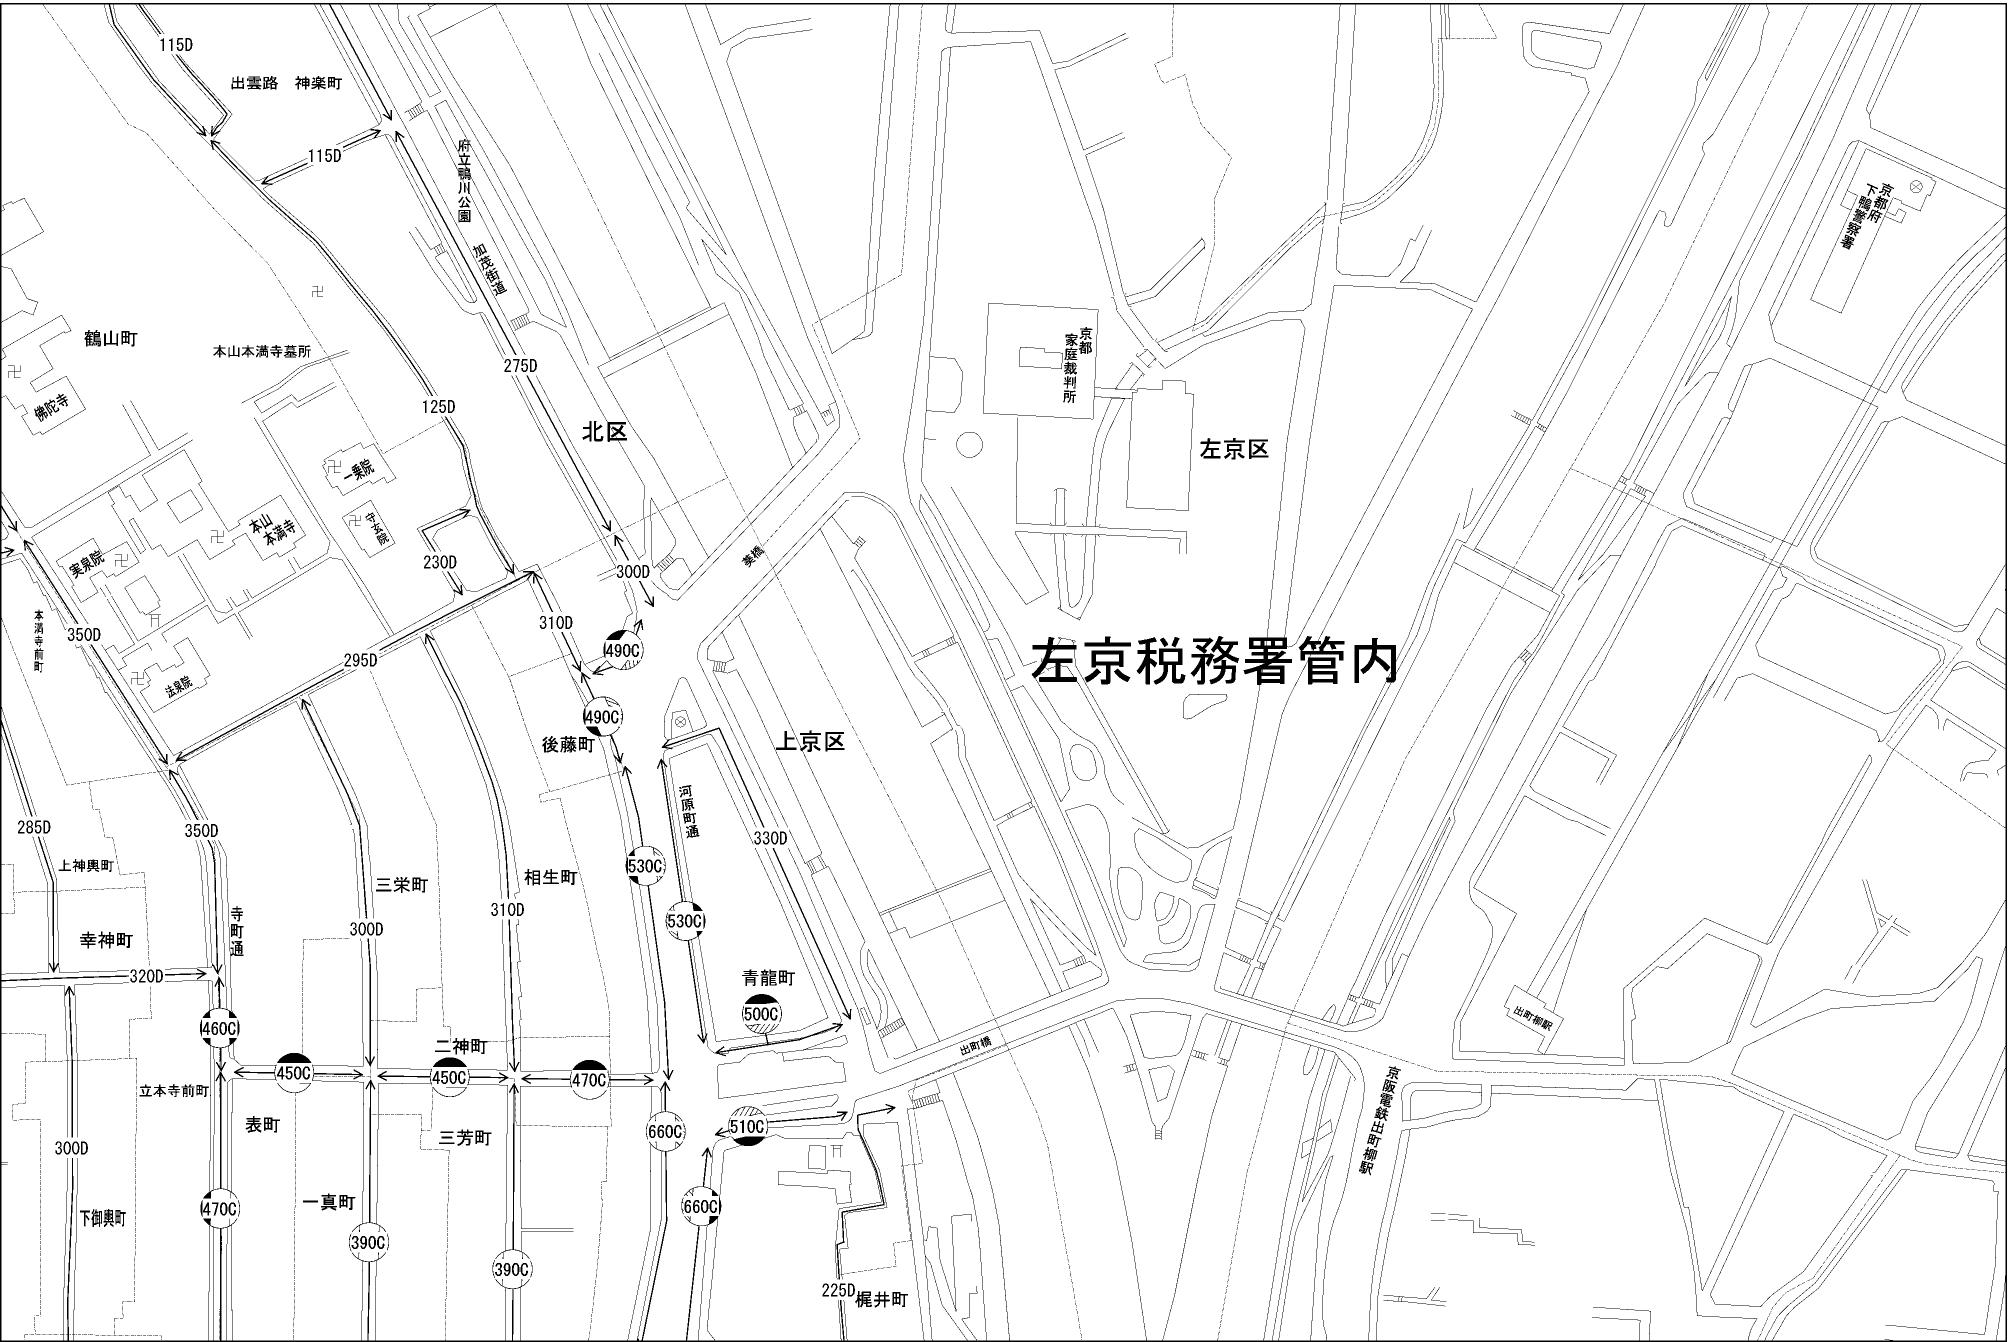 115D
出雲路 神楽町
115D
府立鴨川公園
加茂街道
京都府
下鴨警察署
鶴山町
本山本満寺墓所
275D
京都
家庭裁判所
佛陀寺
125D
北区
左京区
一乗院
守玄院
本山
本満寺
実泉院
230D
300D
葵橋
本満寺前町
350D
310D
490C
295D
左京税務署管内
法泉院
490C
後藤町
上京区
河原町通
285D
350D
330D
上神輿町
530C
三栄町
相生町
寺町通
310D
530C
300D
幸神町
320D
青龍町
500C
460C
出町柳駅
二神町
出町橋
450C
450C
470C
立本寺前町
京阪電鉄出町柳駅
表町
三芳町
660C
510C
300D
470C
一真町
660C
下御輿町
390C
390C
225D
梶井町